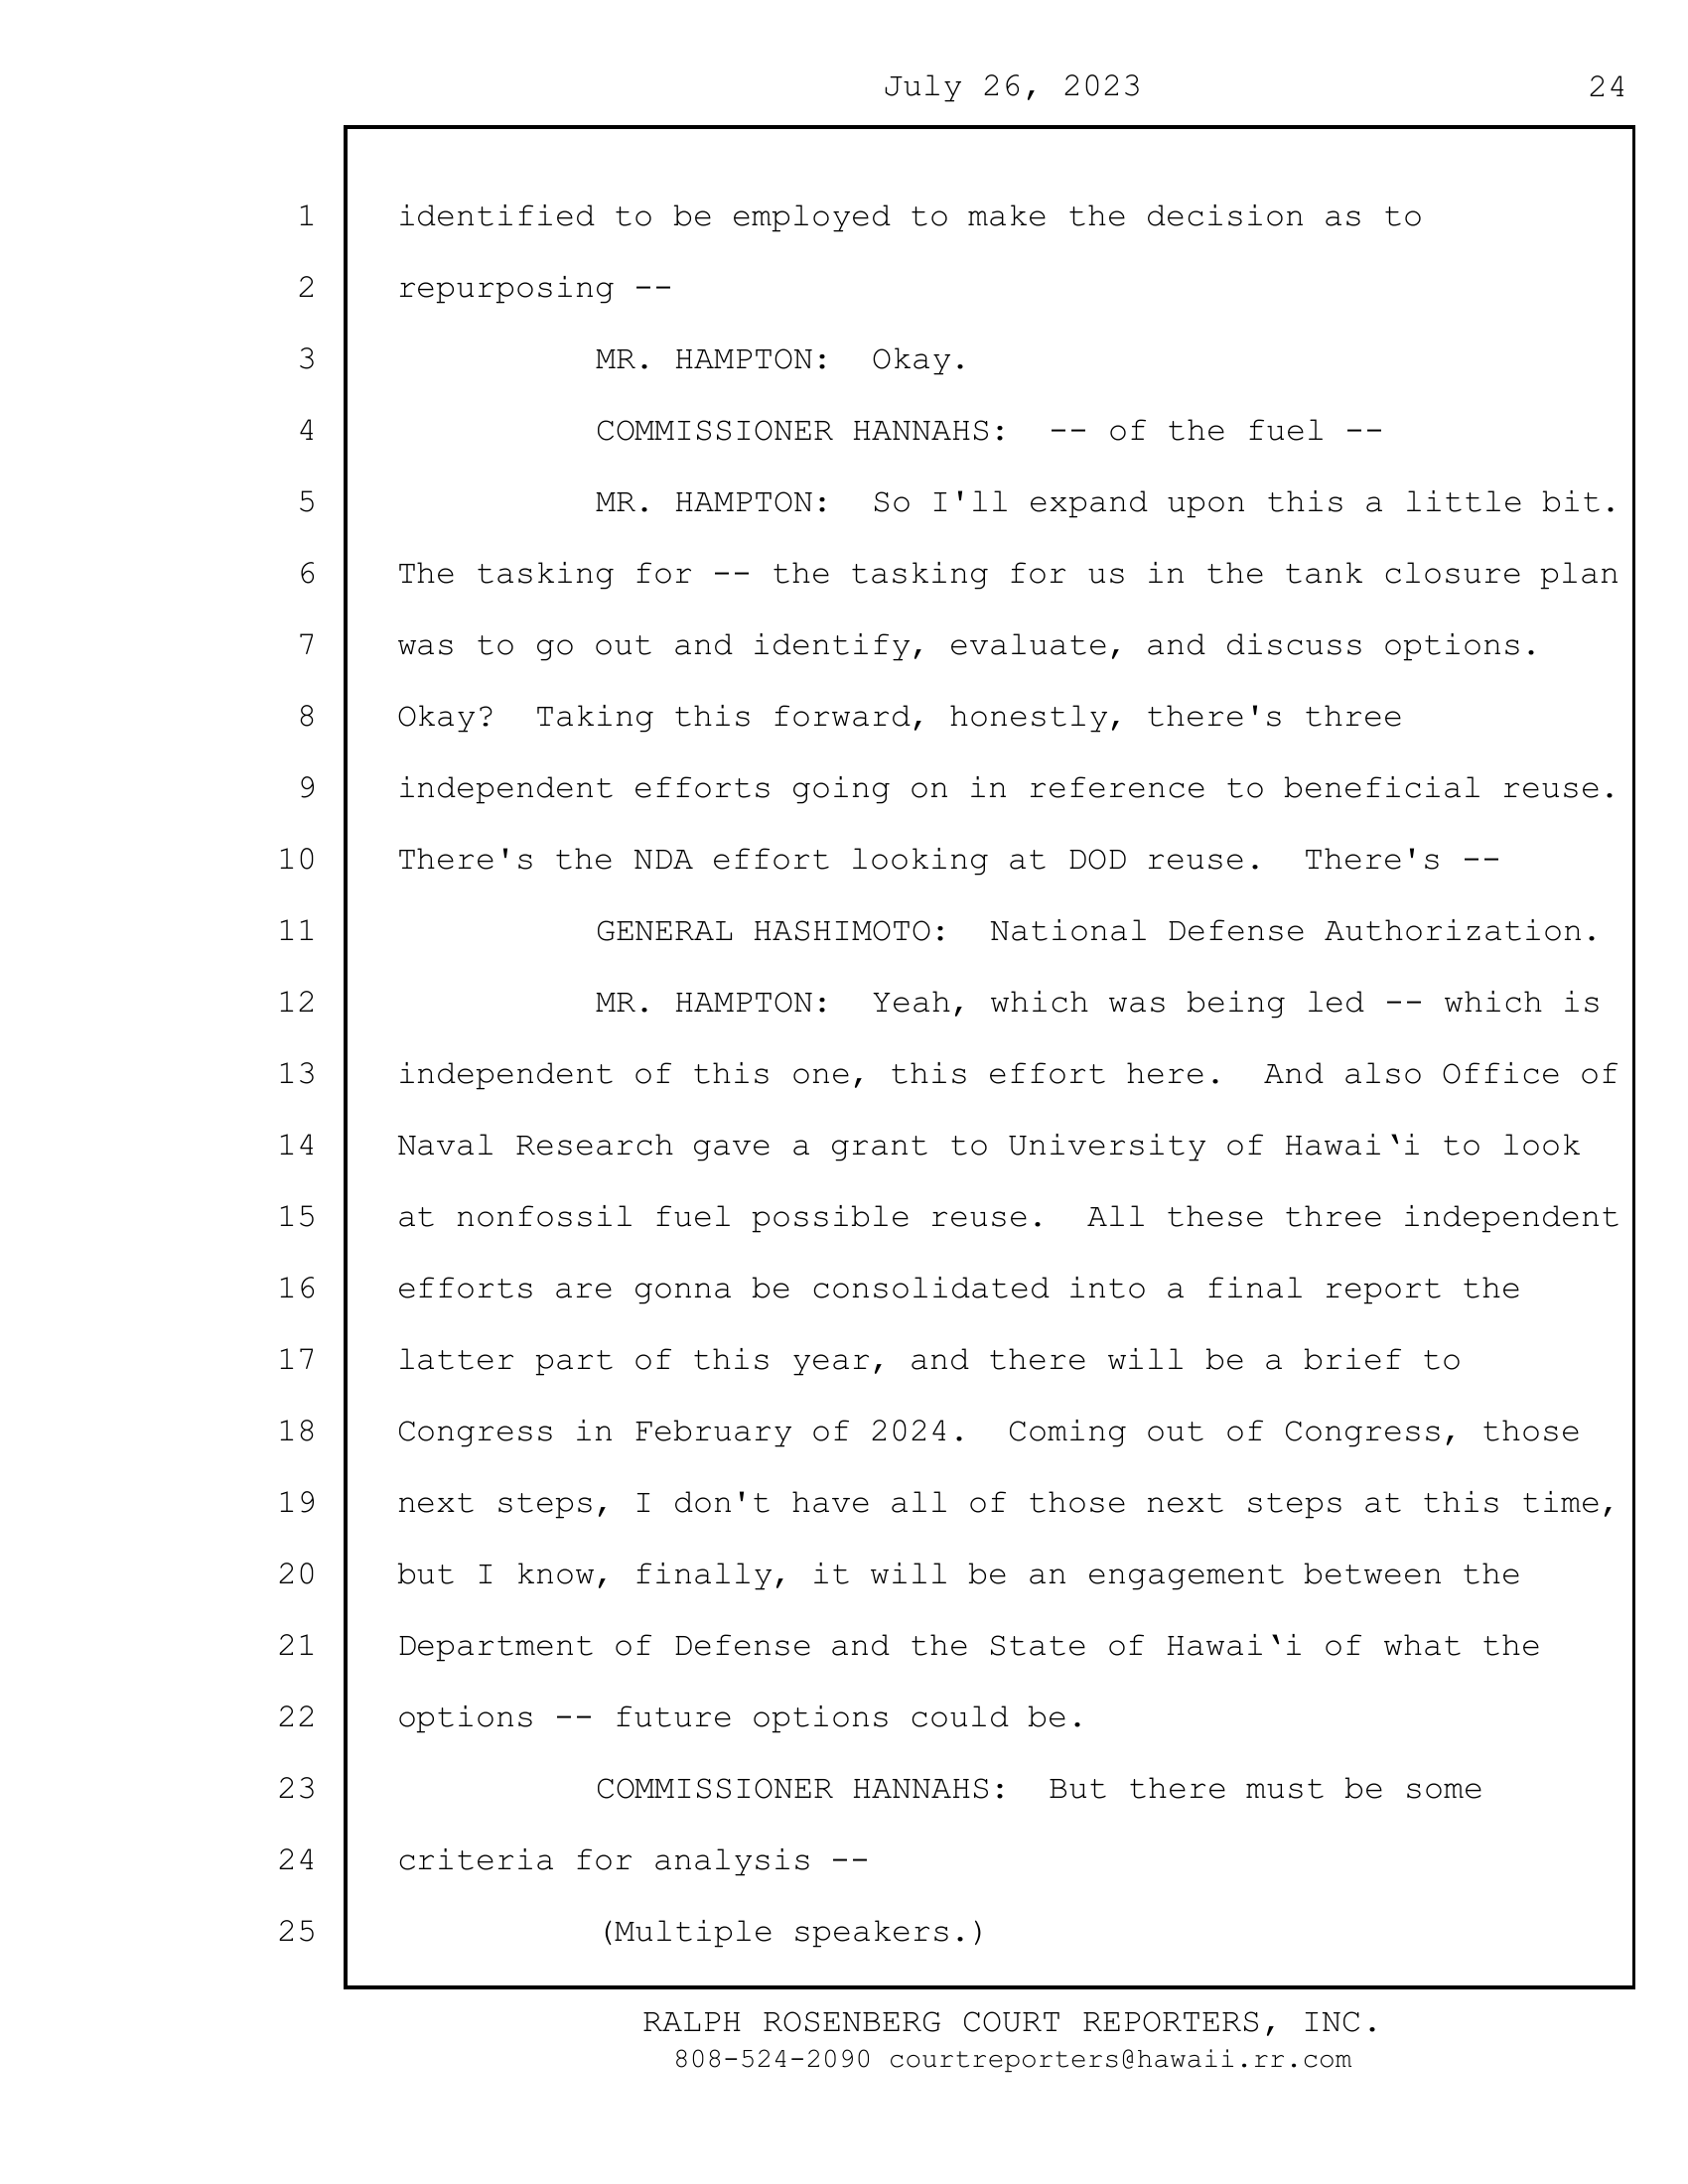 July 26, 2023 24
1 identified to be employed to make the decision as to
2 repurposing --
3 MR. HAMPTON: Okay.
4 COMMISSIONER HANNAHS: -- of the fuel --
5 MR. HAMPTON: So I'll expand upon this a little bit.
6 The tasking for -- the tasking for us in the tank closure plan
7 was to go out and identify, evaluate, and discuss options.
8 Okay? Taking this forward, honestly, there's three
9 independent efforts going on in reference to beneficial reuse.
10 There's the NDA effort looking at DOD reuse. There's --
11 GENERAL HASHIMOTO: National Defense Authorization.
12 MR. HAMPTON: Yeah, which was being led -- which is
13 independent of this one, this effort here. And also Office of
14 Naval Research gave a grant to University of Hawai‛i to look
15 at nonfossil fuel possible reuse. All these three independent
16 efforts are gonna be consolidated into a final report the
17 latter part of this year, and there will be a brief to
18 Congress in February of 2024. Coming out of Congress, those
19 next steps, I don't have all of those next steps at this time,
20 but I know, finally, it will be an engagement between the
21 Department of Defense and the State of Hawai‛i of what the
22 options -- future options could be.
23 COMMISSIONER HANNAHS: But there must be some
24 criteria for analysis --
25 (Multiple speakers.)
RALPH ROSENBERG COURT REPORTERS, INC.
808-524-2090 courtreporters@hawaii.rr.com